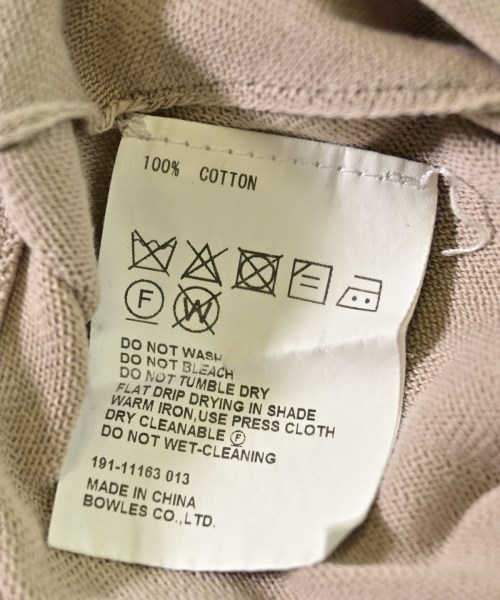 100% COTTON
F W
DO NOT WASH
DO NOT BLEACH
DO NOT TUMBLE DRY
FLAT DRIP DRYING IN SHADE
WARM IRON,USE PRESS CLOTH
DRY CLEANABLE Ⓕ
DO NOT WET-CLEANING
191-11163 013
MADE IN CHINA
BOWLES CO.,LTD.